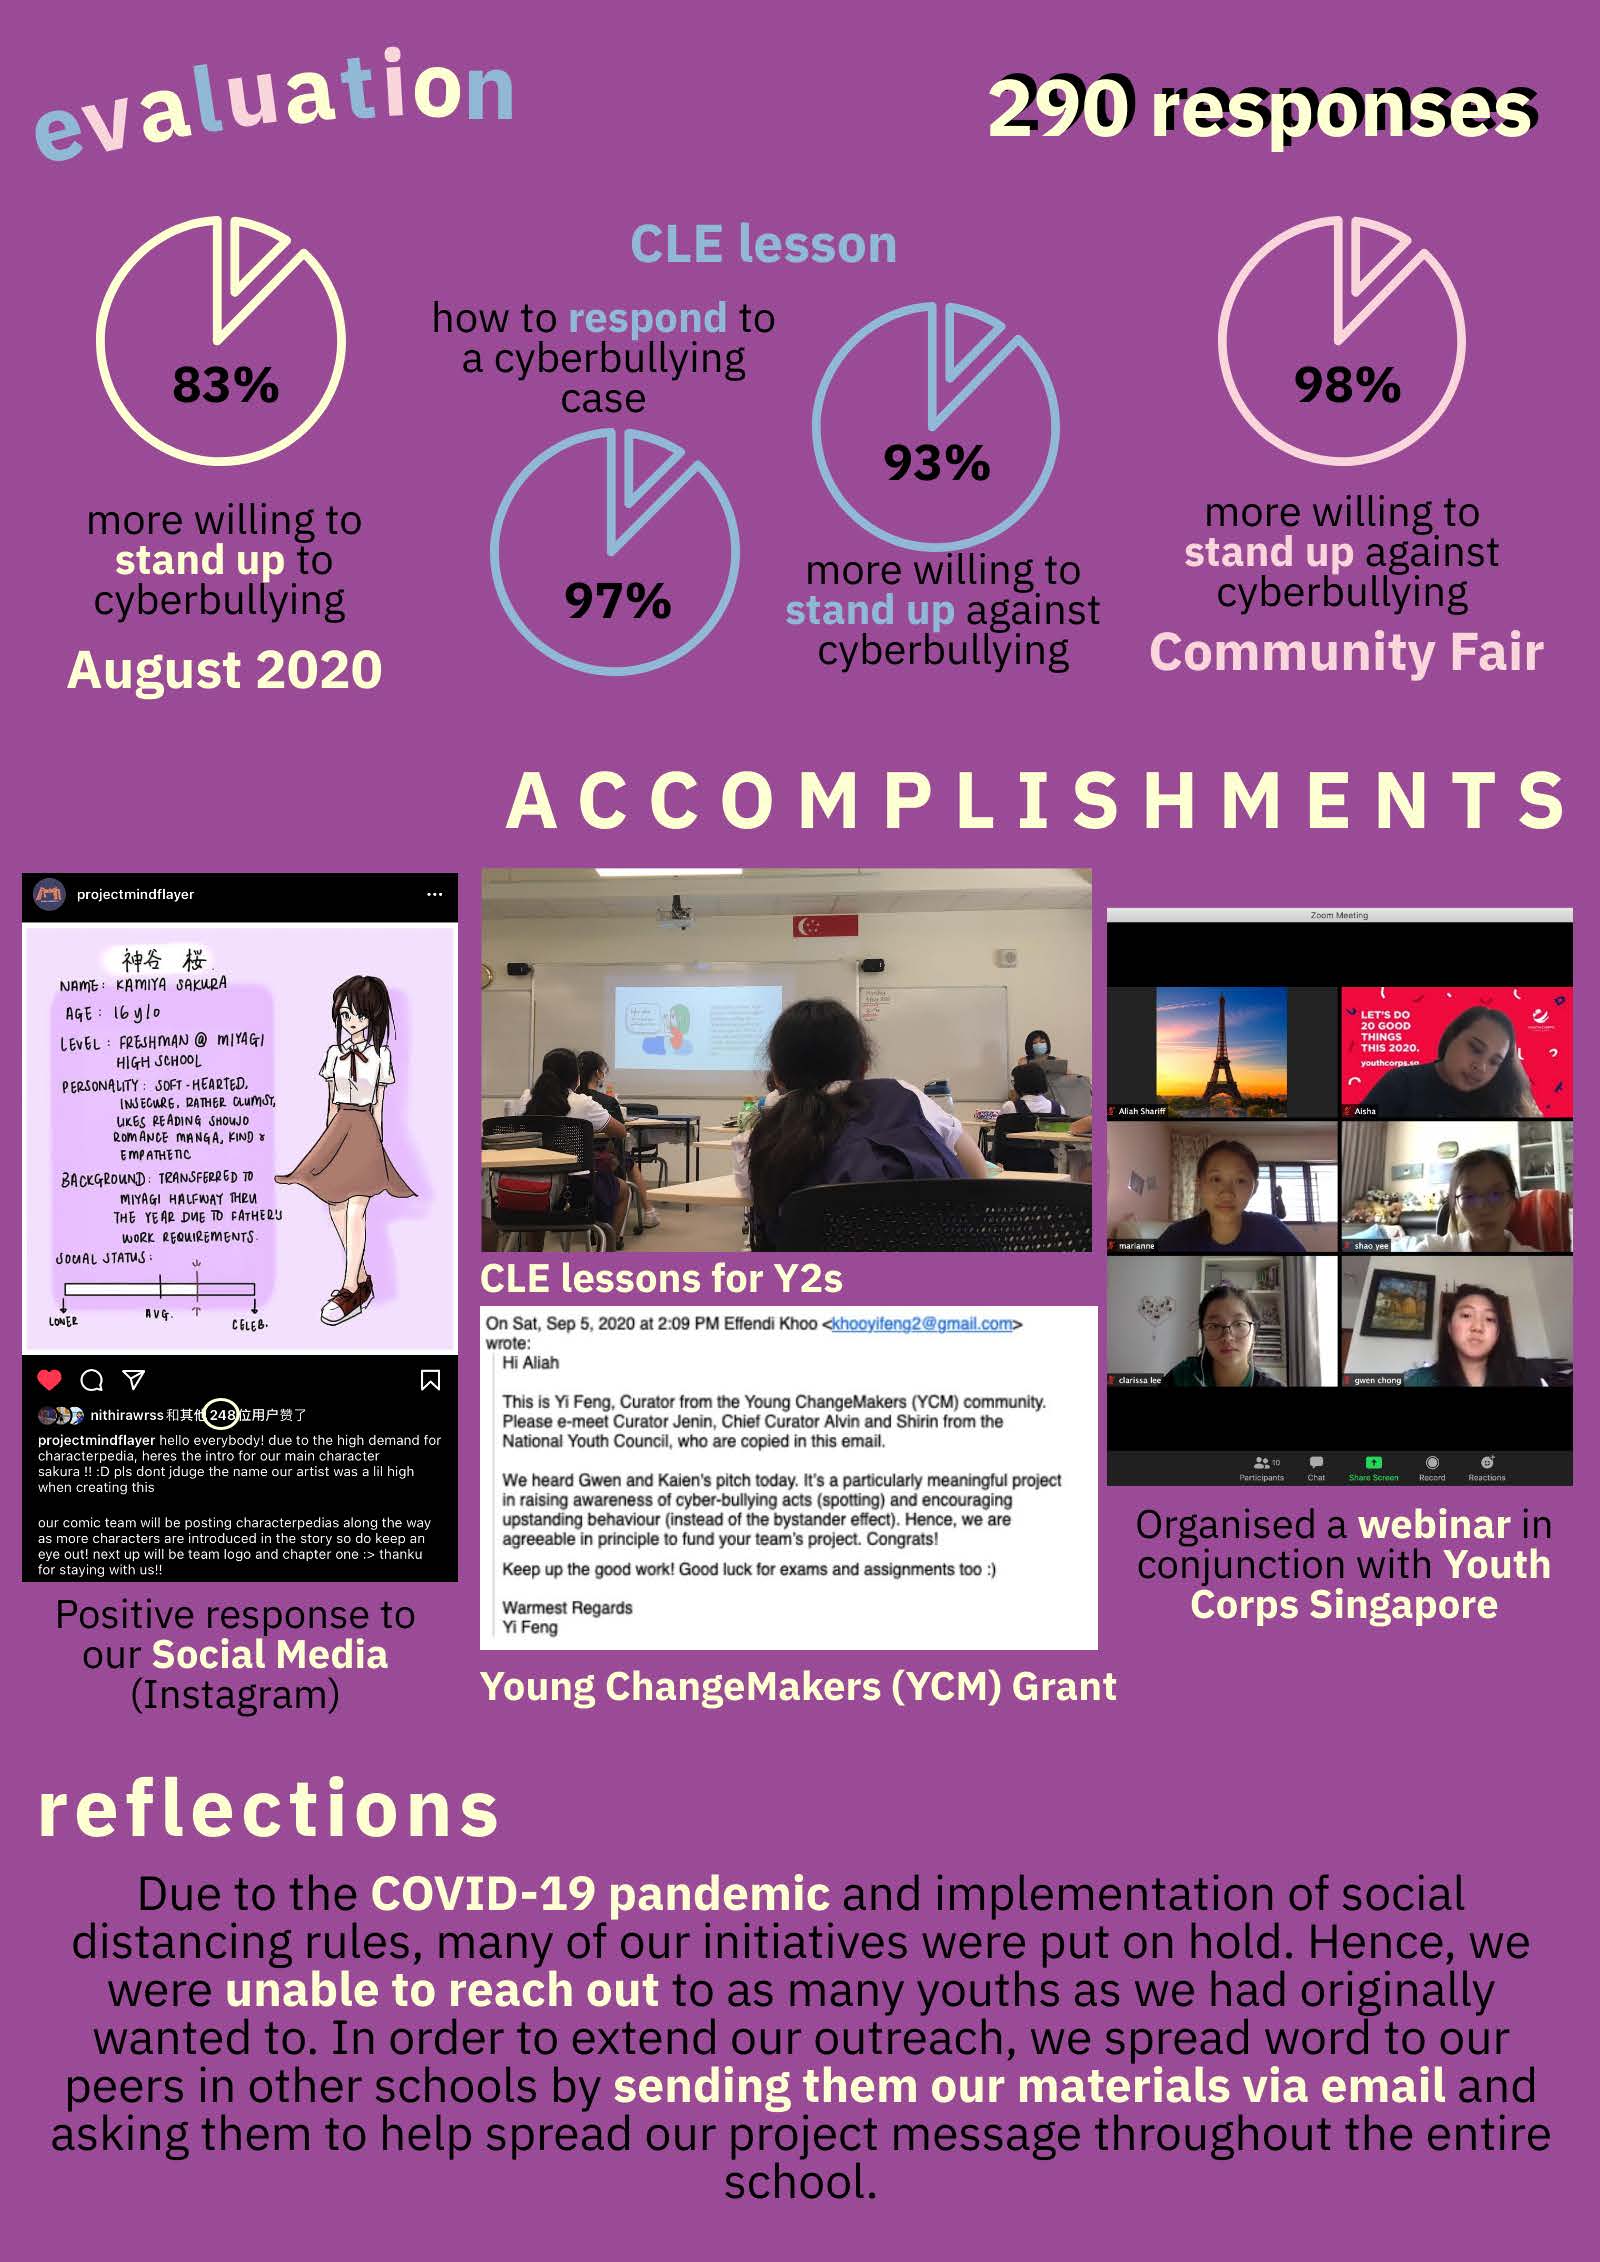 evaluation
290 responses
83%
more willing to
stand up to
cyberbullying
August 2020
CLE lesson
how to respond to
a cyberbullying
case
97%
93%
more willing to
stand up against
cyberbullying
98%
more willing to
stand up against
cyberbullying
Community Fair
ACCOMPLISHMENTS
projectmindflayer
神谷 桜
NAME: KAMIYA SAKURA
AGE: 16 y/o
LEVEL: FRESHMAN @ MIYAGI
HIGH SCHOOL
PERSONALITY: SOFT-HEARTED,
INSECURE, RATHER CLUMSY,
LIKES READING SHOUJO
ROMANCE MANGA, KIND &
EMPATHETIC
BACKGROUND: TRANSFERRED TO
MIYAGI HALFWAY THRU
THE YEAR DUE TO FATHER'S
WORK REQUIREMENTS.
SOCIAL STATUS:
LOWER
AVG.
CELEB.
nithirawrss 和其他 248 位用户赞了
projectmindflayer hello everybody! due to the high demand for
characterpedia, heres the intro for our main character
sakura !! :D pls dont jduge the name our artist was a lil high
when creating this
our comic team will be posting characterpedias along the way
as more characters are introduced in the story so do keep an
eye out! next up will be team logo and chapter one :> thanku
for staying with us!!
Positive response to
our Social Media
(Instagram)
CLE lessons for Y2s
On Sat, Sep 5, 2020 at 2:09 PM Effendi Khoo <khooyifeng2@gmail.com>
wrote:
Hi Aliah
This is Yi Feng, Curator from the Young ChangeMakers (YCM) community.
Please e-meet Curator Jenin, Chief Curator Alvin and Shirin from the
National Youth Council, who are copied in this email.
We heard Gwen and Kaien's pitch today. It's a particularly meaningful project
in raising awareness of cyber-bullying acts (spotting) and encouraging
upstanding behaviour (instead of the bystander effect). Hence, we are
agreeable in principle to fund your team's project. Congrats!
Keep up the good work! Good luck for exams and assignments too :)
Warmest Regards
Yi Feng
Young ChangeMakers (YCM) Grant
Zoom Meeting
LET'S DO
20 GOOD
THINGS
THIS 2020.
youthcorps.sg
Aliah Shariff
Aisha
marianne
shao yee
clarissa lee
gwen chong
10
Participants
Chat
Share Screen
Record
Reactions
Organised a webinar in
conjunction with Youth
Corps Singapore
reflections
Due to the COVID-19 pandemic and implementation of social
distancing rules, many of our initiatives were put on hold. Hence, we
were unable to reach out to as many youths as we had originally
wanted to. In order to extend our outreach, we spread word to our
peers in other schools by sending them our materials via email and
asking them to help spread our project message throughout the entire
school.